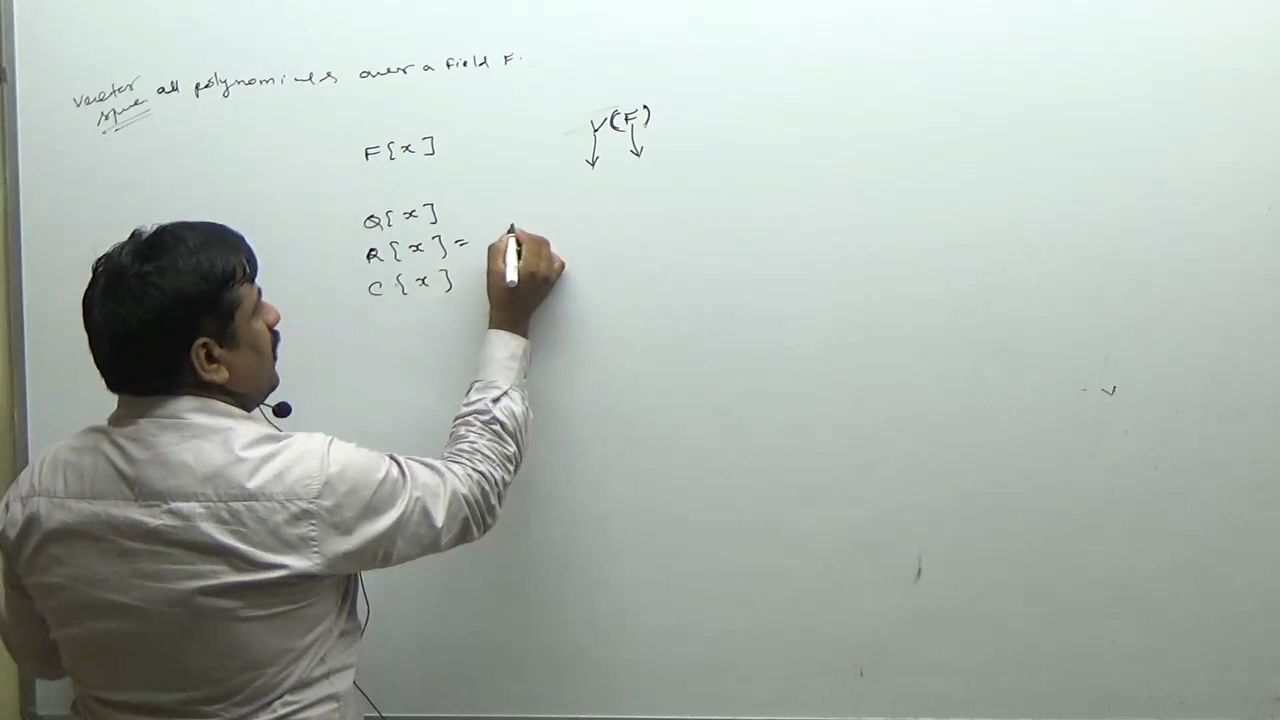 Vector all polynomials over a field F.
space
V(F)
F[x]
Q[x]
R[x] =
C[x]